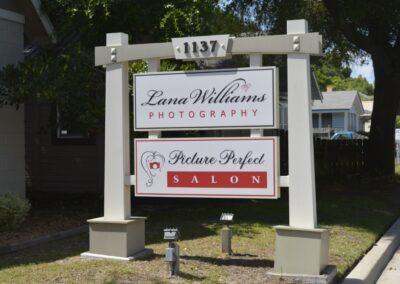 1137
Lana Williams
PHOTOGRAPHY
Picture Perfect
SALON